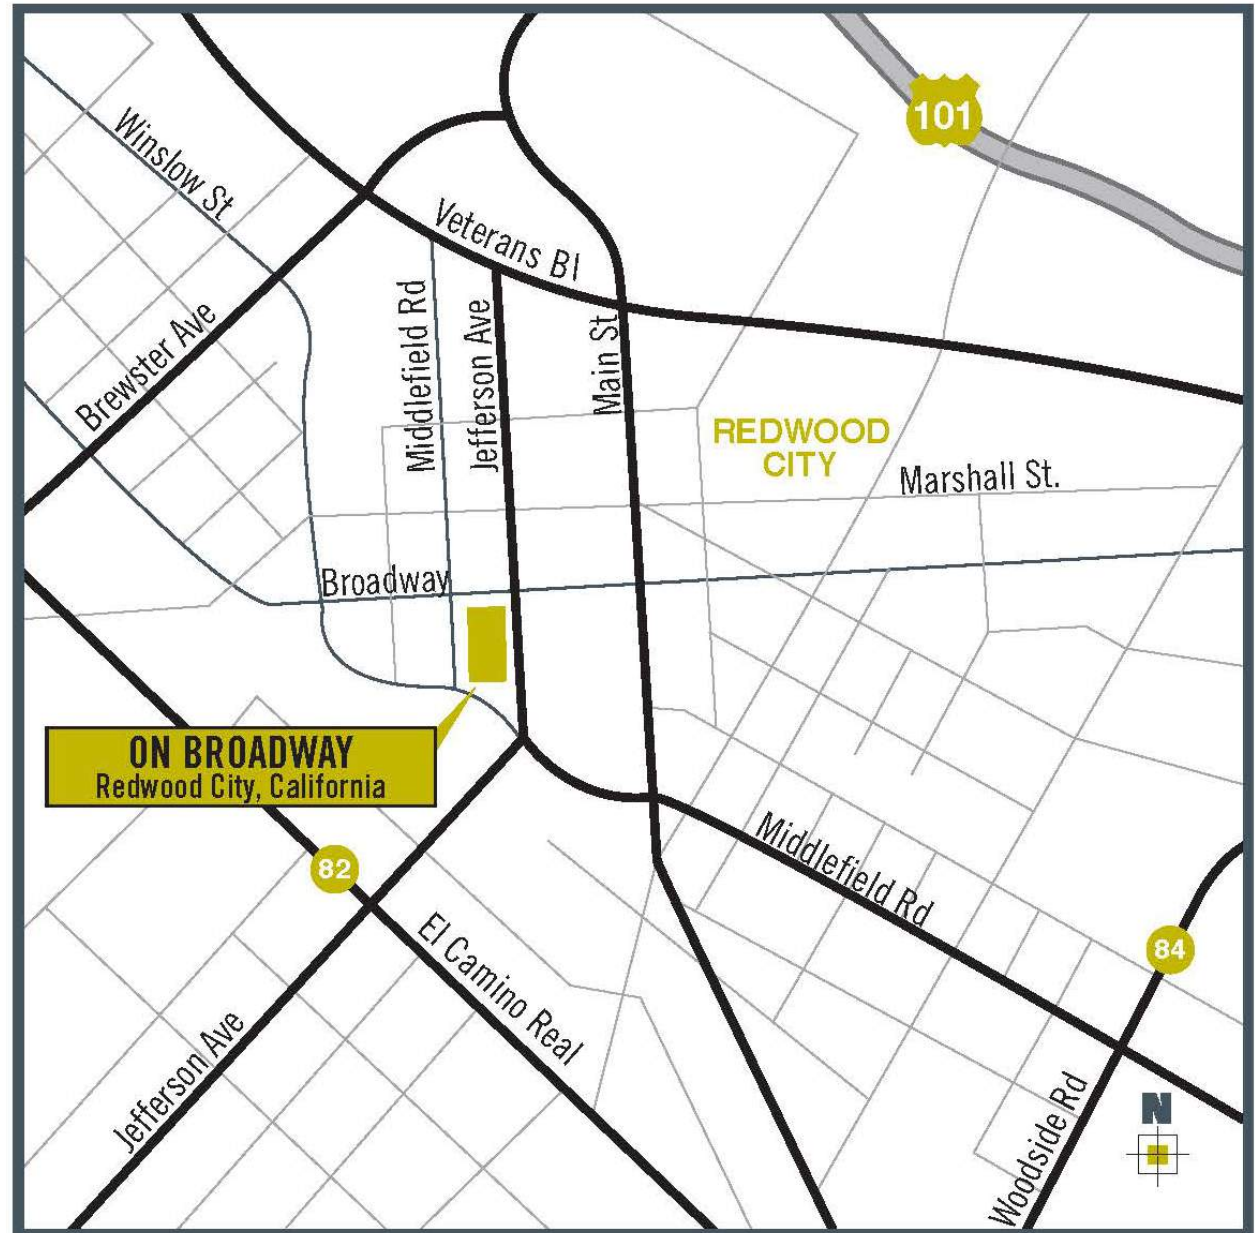 101
Winslow St
Veterans Bl
Brewster Ave
Middlefield Rd
Jefferson Ave
Main St
REDWOOD
CITY
Marshall St.
Broadway
ON BROADWAY
Redwood City, California
82
Middlefield Rd
El Camino Real
84
Jefferson Ave
Woodside Rd
N